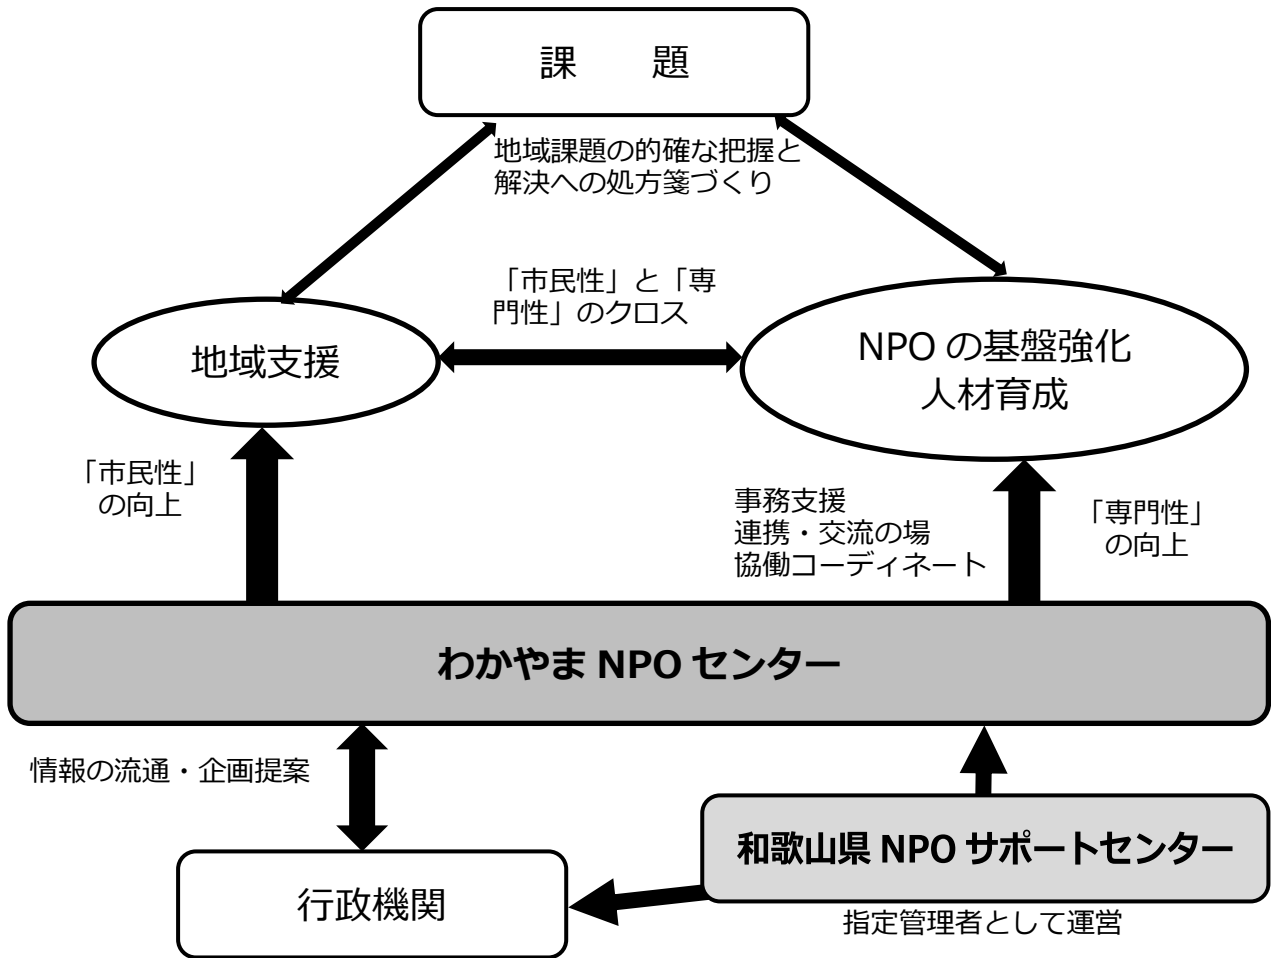 課　　題
地域課題の的確な把握と
解決への処方箋づくり
「市民性」と「専
門性」のクロス
地域支援
NPO の基盤強化
人材育成
「市民性」
の向上
事務支援
連携・交流の場
協働コーディネート
「専門性」
の向上
わかやま NPO センター
情報の流通・企画提案
和歌山県 NPO サポートセンター
行政機関
指定管理者として運営